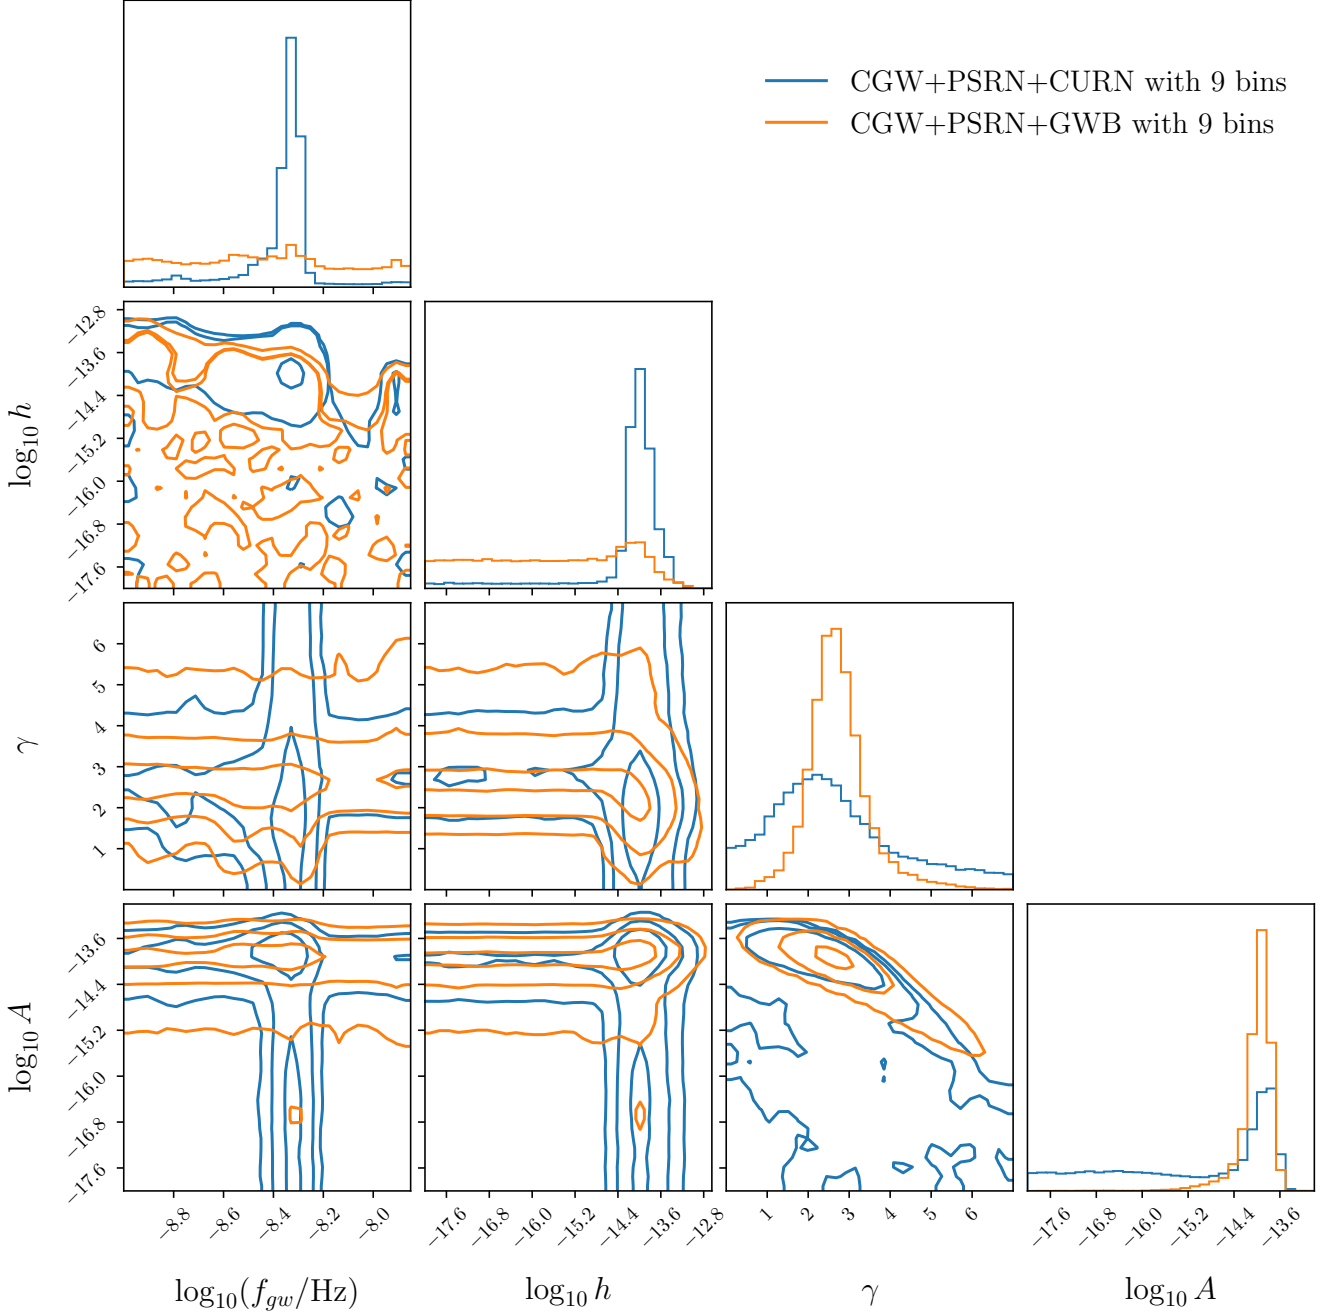 CGW+PSRN+CURN with 9 bins
CGW+PSRN+GWB with 9 bins
log₁₀ h
−12.8
−13.6
−14.4
−15.2
−16.0
−16.8
−17.6
γ
6
5
4
3
2
1
log₁₀ A
−13.6
−14.4
−15.2
−16.0
−16.8
−17.6
−8.8 −8.6 −8.4 −8.2 −8.0
−17.6 −16.8 −16.0 −15.2 −14.4 −13.6 −12.8
1 2 3 4 5 6
−17.6 −16.8 −16.0 −15.2 −14.4 −13.6
log₁₀(f_gw/Hz)
log₁₀ h
γ
log₁₀ A